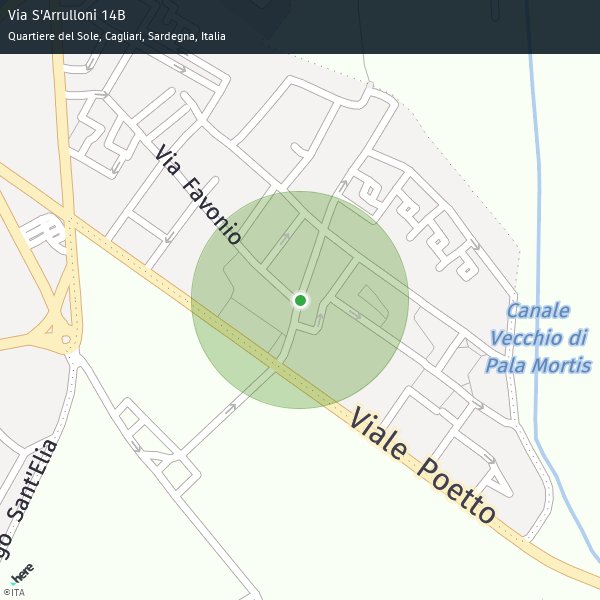 Via S'Arrulloni 14B
Quartiere del Sole, Cagliari, Sardegna, Italia
Via Favonio
Canale
Vecchio di
Pala Mortis
Viale Poetto
go Sant'Elia
here
©ITA